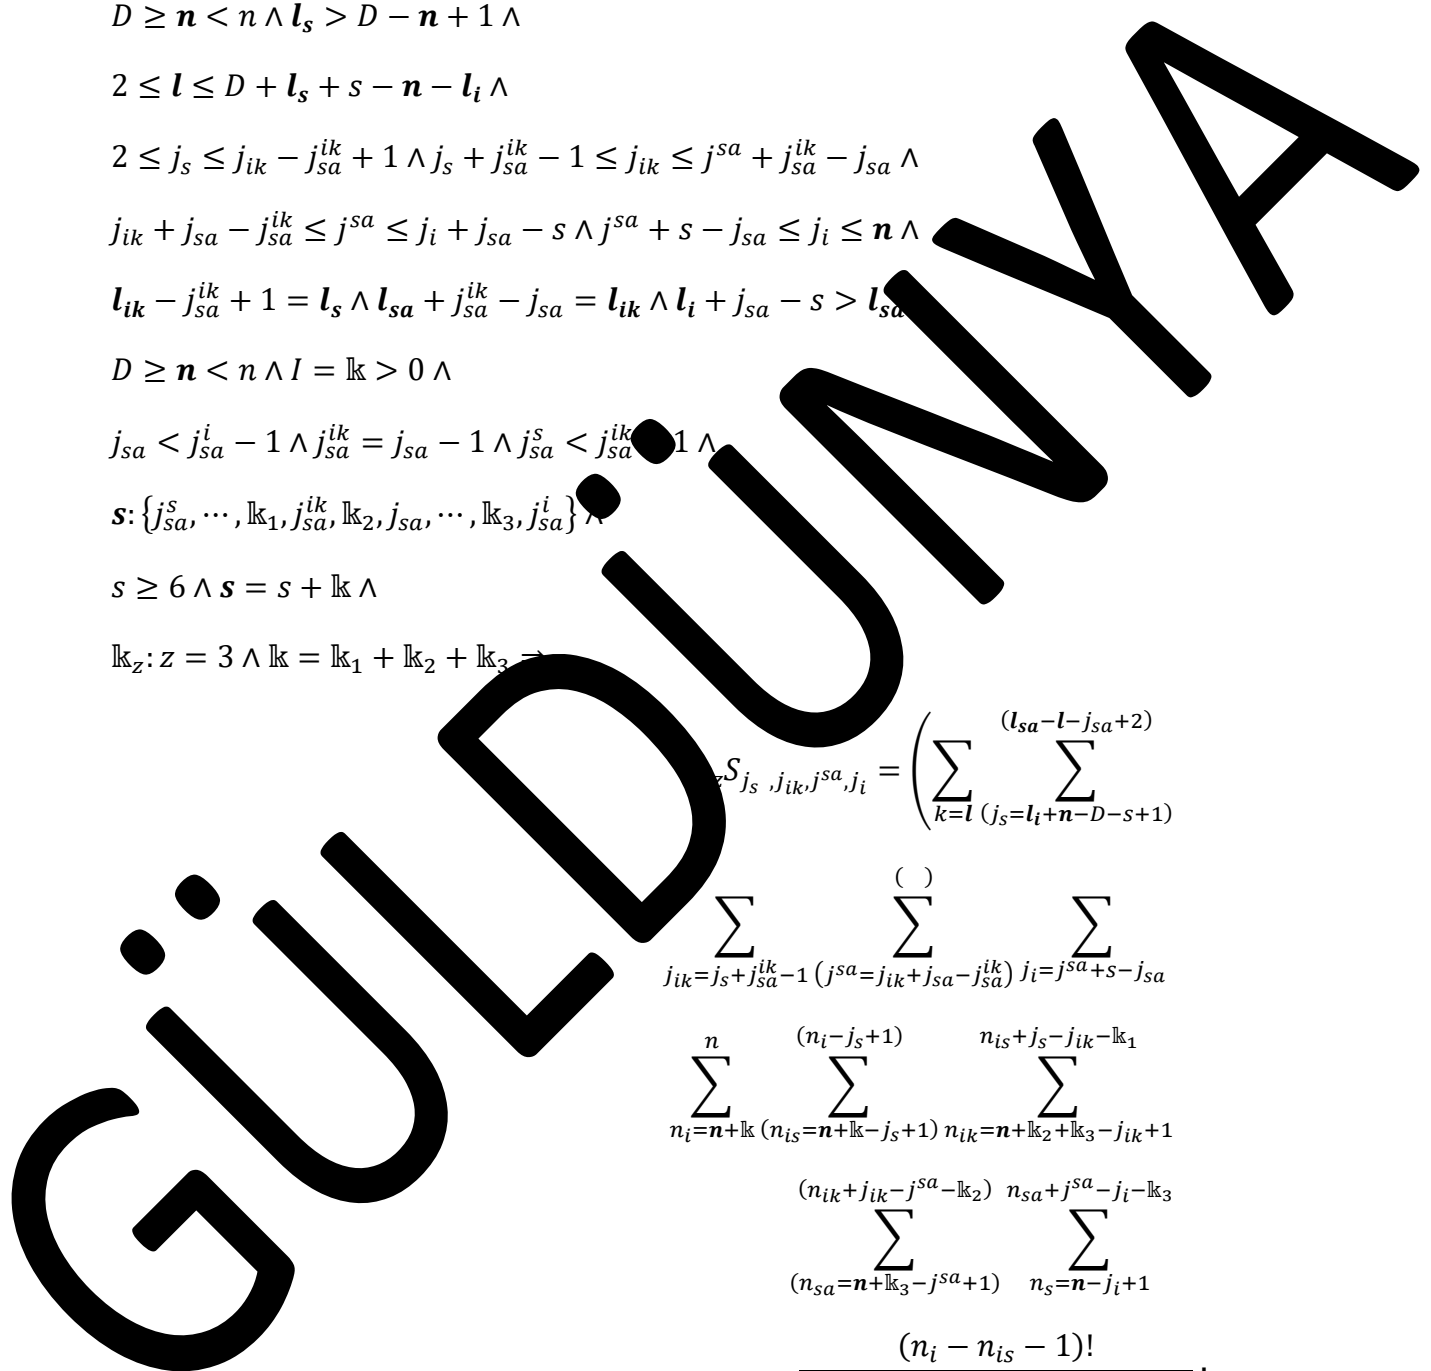 D ≥ n < n ∧ l_s > D − n + 1 ∧
2 ≤ l ≤ D + l_s + s − n − l_i ∧
2 ≤ j_s ≤ j_{ik} − j_{sa}^{ik} + 1 ∧ j_s + j_{sa}^{ik} − 1 ≤ j_{ik} ≤ j^{sa} + j_{sa}^{ik} − j_{sa} ∧
j_{ik} + j_{sa} − j_{sa}^{ik} ≤ j^{sa} ≤ j_i + j_{sa} − s ∧ j^{sa} + s − j_{sa} ≤ j_i ≤ n ∧
l_{ik} − j_{sa}^{ik} + 1 = l_s ∧ l_{sa} + j_{sa}^{ik} − j_{sa} = l_{ik} ∧ l_i + j_{sa} − s > l_{sa}
D ≥ n < n ∧ I = 𝕜 > 0 ∧
j_{sa} < j_{sa}^i − 1 ∧ j_{sa}^{ik} = j_{sa} − 1 ∧ j_{sa}^s < j_{sa}^{ik} 1 ∧
s: {j_{sa}^s, ⋯, 𝕜_1, j_{sa}^{ik}, 𝕜_2, j_{sa}, ⋯, 𝕜_3, j_{sa}^i} ∧
s ≥ 6 ∧ s = s + 𝕜 ∧
𝕜_z: z = 3 ∧ 𝕜 = 𝕜_1 + 𝕜_2 + 𝕜_3 ⇒
_z S_{j_s ,j_{ik},j^{sa},j_i} = ( ∑_{k=l} ∑_{(j_s=l_i+n−D−s+1)}^{(l_{sa}−l−j_{sa}+2)}
∑_{j_{ik}=j_s+j_{sa}^{ik}−1} ∑_{(j^{sa}=j_{ik}+j_{sa}−j_{sa}^{ik})}^{( )} ∑_{j_i=j^{sa}+s−j_{sa}}
∑_{n_i=n+𝕜}^{n} ∑_{(n_{is}=n+𝕜−j_s+1)}^{(n_i−j_s+1)} ∑_{n_{ik}=n+𝕜_2+𝕜_3−j_{ik}+1}^{n_{is}+j_s−j_{ik}−𝕜_1}
∑_{(n_{sa}=n+𝕜_3−j^{sa}+1)}^{(n_{ik}+j_{ik}−j^{sa}−𝕜_2)} ∑_{n_s=n−j_i+1}^{n_{sa}+j^{sa}−j_i−𝕜_3}
(n_i − n_{is} − 1)!
GÜLDÜNYA